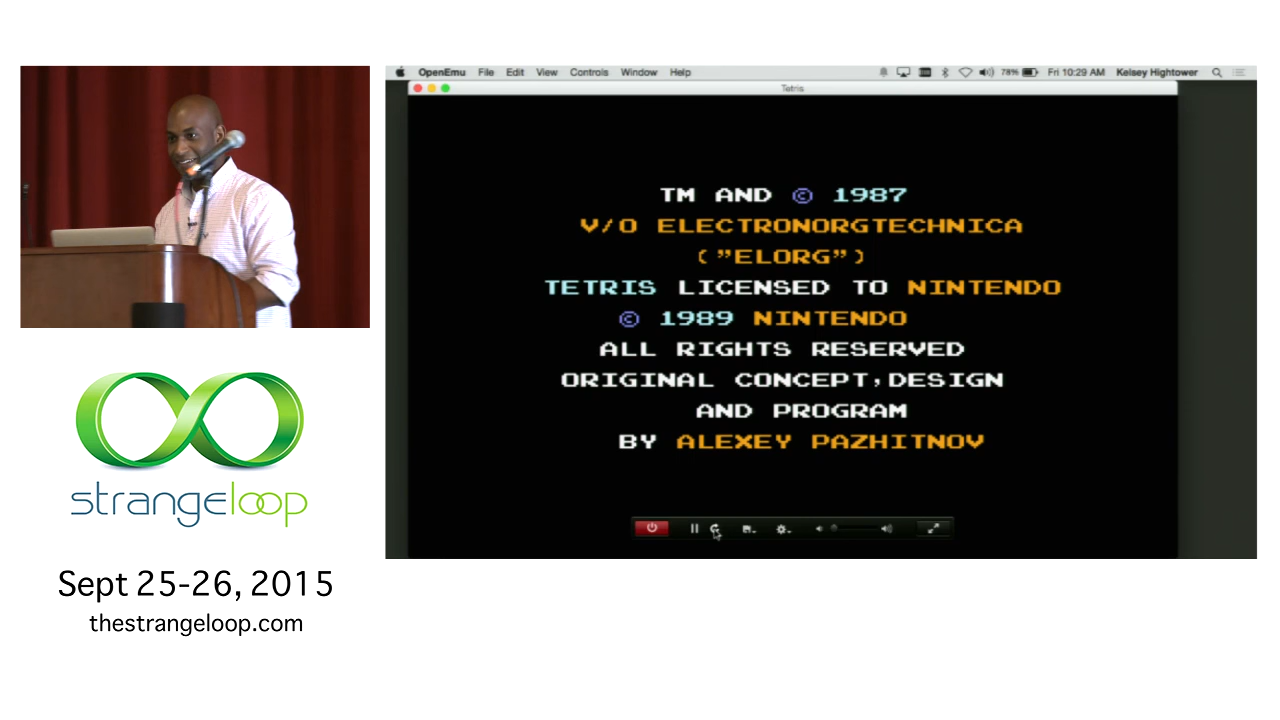 OpenEmu File Edit View Controls Window Help 78% Fri 10:29 AM Kelsey Hightower
Tetris
TM AND © 1987
V/O ELECTRONORGTECHNICA
("ELORG")
TETRIS LICENSED TO NINTENDO
© 1989 NINTENDO
ALL RIGHTS RESERVED
ORIGINAL CONCEPT,DESIGN
AND PROGRAM
BY ALEXEY PAZHITNOV
strangeloop
Sept 25-26, 2015
thestrangeloop.com